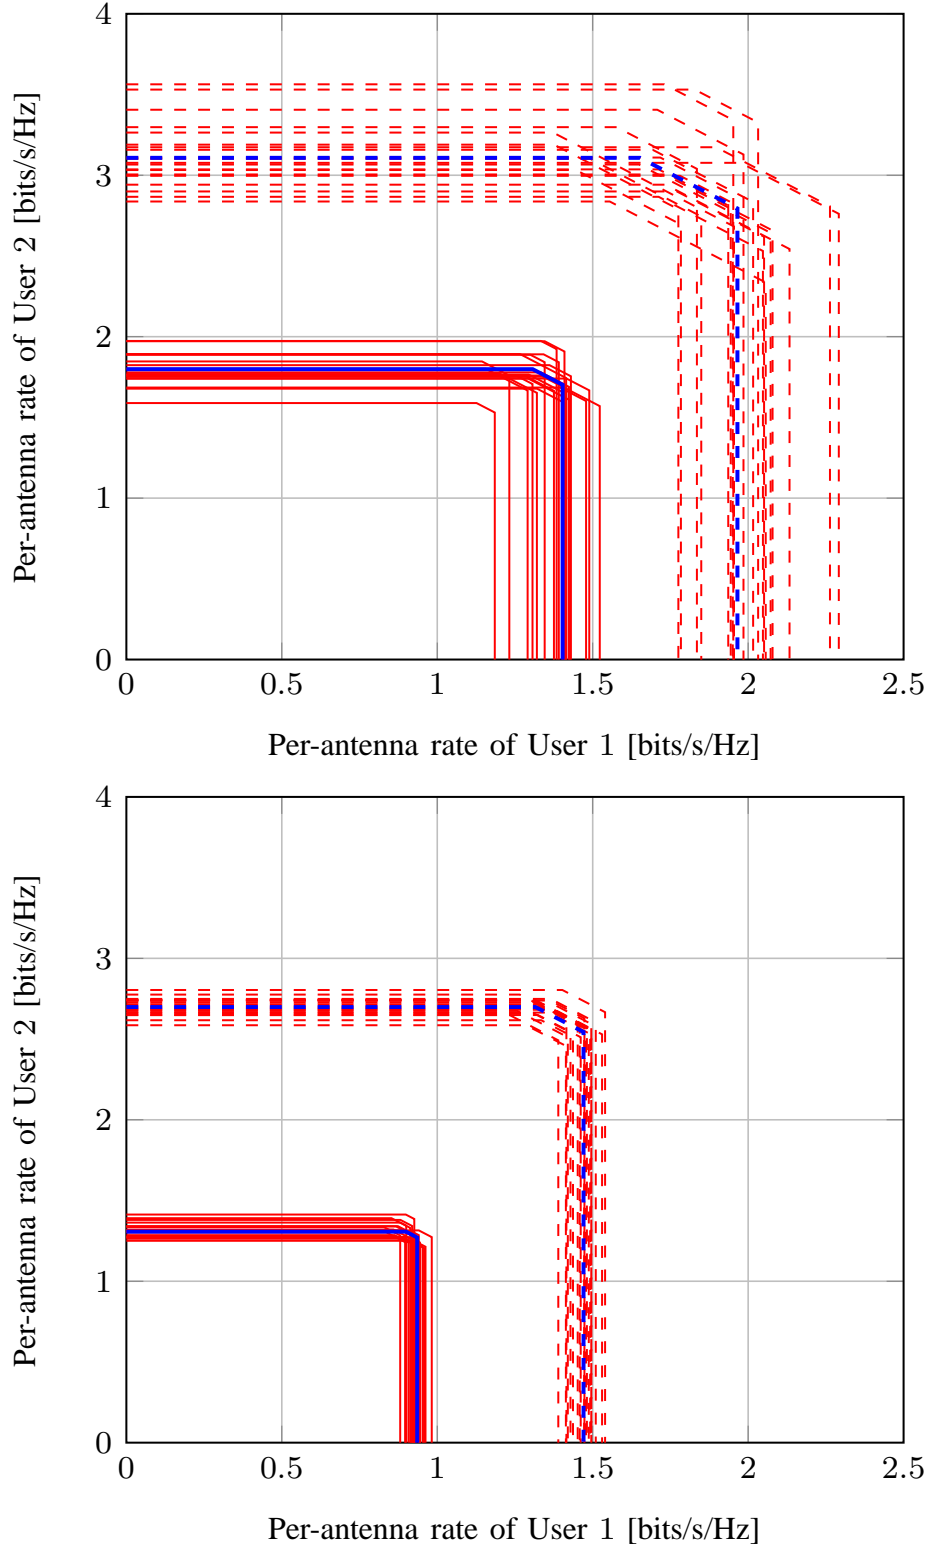 4
3
2
1
0
Per-antenna rate of User 2 [bits/s/Hz]
0 0.5 1 1.5 2 2.5
Per-antenna rate of User 1 [bits/s/Hz]
4
3
2
1
0
Per-antenna rate of User 2 [bits/s/Hz]
0 0.5 1 1.5 2 2.5
Per-antenna rate of User 1 [bits/s/Hz]